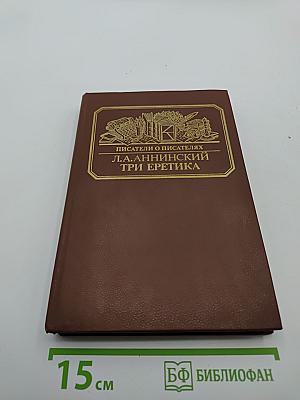 ПИСАТЕЛИ О ПИСАТЕЛЯХ
Л.А.АННИНСКИЙ
ТРИ ЕРЕТИКА
15 см
БФ БИБЛИОФАН